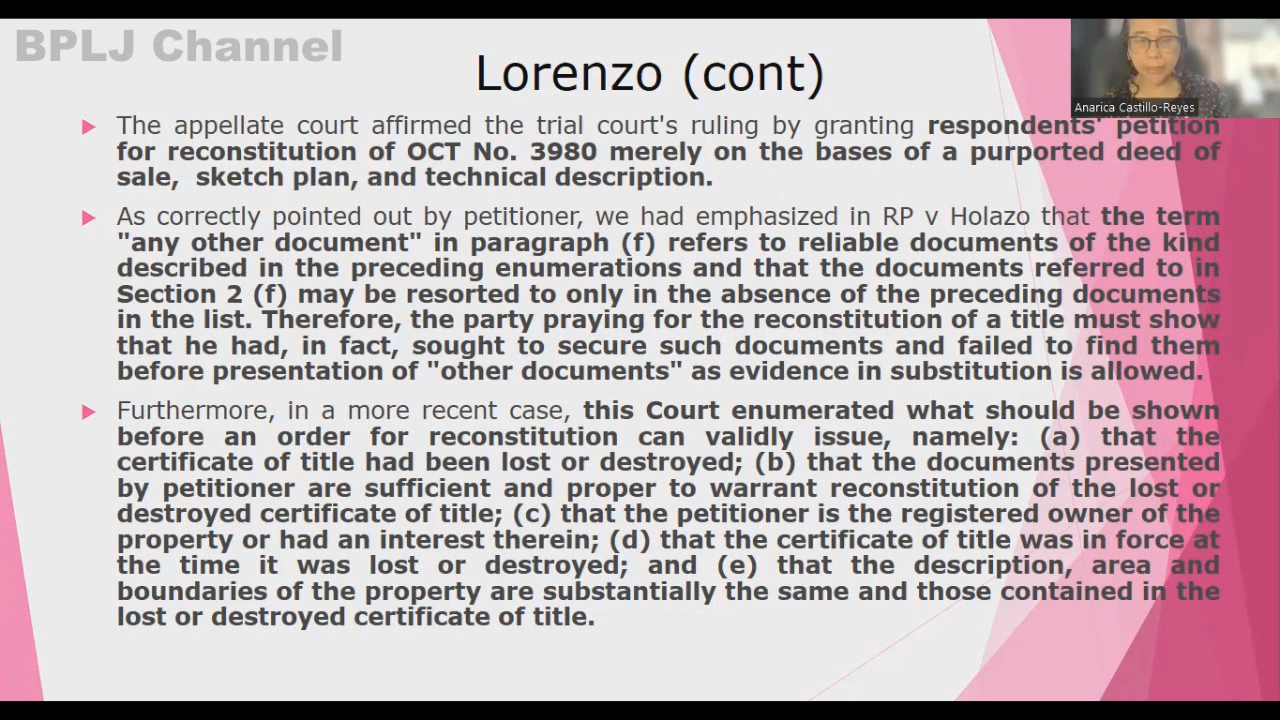 BPLJ Channel
Lorenzo (cont)
Anarica Castillo-Reyes
The appellate court affirmed the trial court's ruling by granting respondents' petition
for reconstitution of OCT No. 3980 merely on the bases of a purported deed of
sale, sketch plan, and technical description.
As correctly pointed out by petitioner, we had emphasized in RP v Holazo that the term
"any other document" in paragraph (f) refers to reliable documents of the kind
described in the preceding enumerations and that the documents referred to in
Section 2 (f) may be resorted to only in the absence of the preceding documents
in the list. Therefore, the party praying for the reconstitution of a title must show
that he had, in fact, sought to secure such documents and failed to find them
before presentation of "other documents" as evidence in substitution is allowed.
Furthermore, in a more recent case, this Court enumerated what should be shown
before an order for reconstitution can validly issue, namely: (a) that the
certificate of title had been lost or destroyed; (b) that the documents presented
by petitioner are sufficient and proper to warrant reconstitution of the lost or
destroyed certificate of title; (c) that the petitioner is the registered owner of the
property or had an interest therein; (d) that the certificate of title was in force at
the time it was lost or destroyed; and (e) that the description, area and
boundaries of the property are substantially the same and those contained in the
lost or destroyed certificate of title.